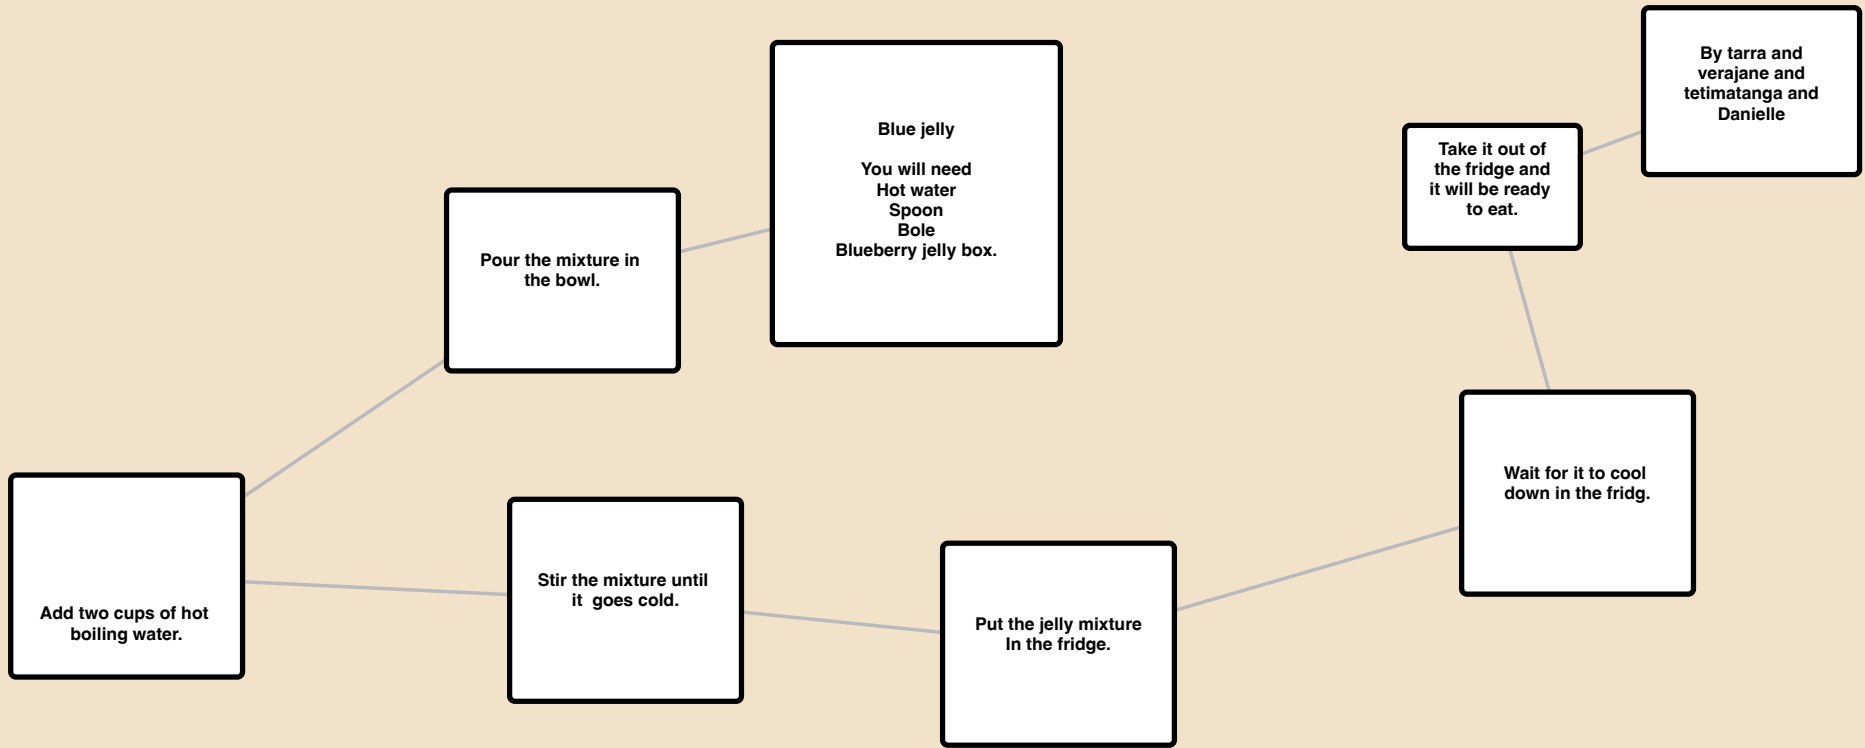 Blue jelly
You will need
Hot water
Spoon
Bole
Blueberry jelly box.
Pour the mixture in
the bowl.
Add two cups of hot
boiling water.
Stir the mixture until
it  goes cold.
Put the jelly mixture
In the fridge.
Wait for it to cool
down in the fridg.
Take it out of
the fridge and
it will be ready
to eat.
By tarra and
verajane and
tetimatanga and
Danielle